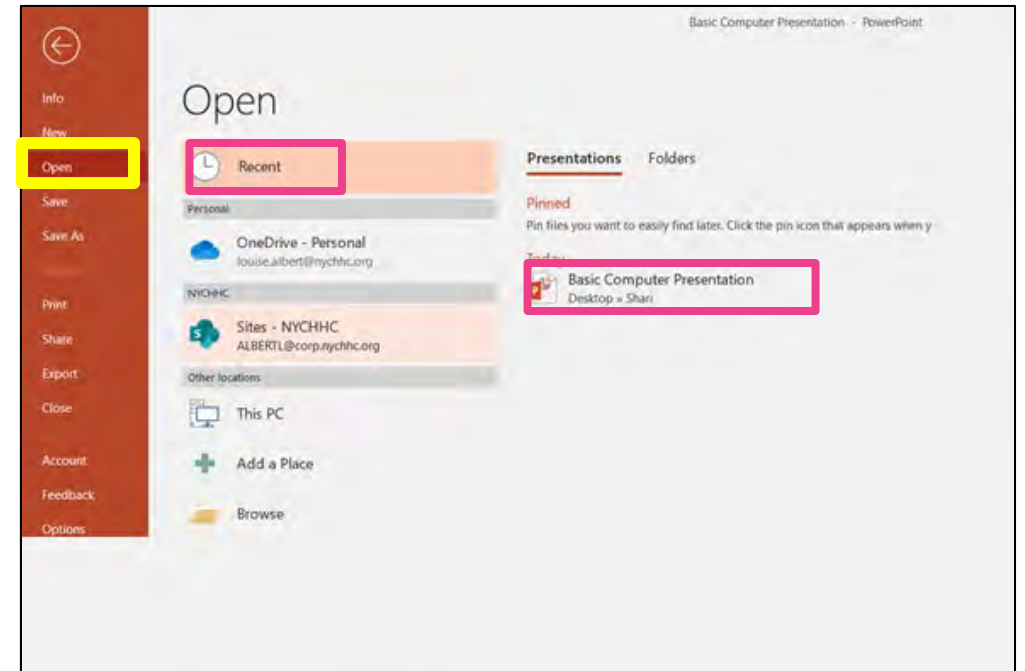 Basic Computer Presentation - PowerPoint
Info
New
Open
Save
Save As
Print
Share
Export
Close
Account
Feedback
Options
Open
Recent
Personal
OneDrive - Personal
louise.albert@nychhc.org
NYCHHC
Sites - NYCHHC
ALBERTL@corp.nychhc.org
Other locations
This PC
Add a Place
Browse
Presentations Folders
Pinned
Pin files you want to easily find later. Click the pin icon that appears when y
Today
Basic Computer Presentation
Desktop » Shari